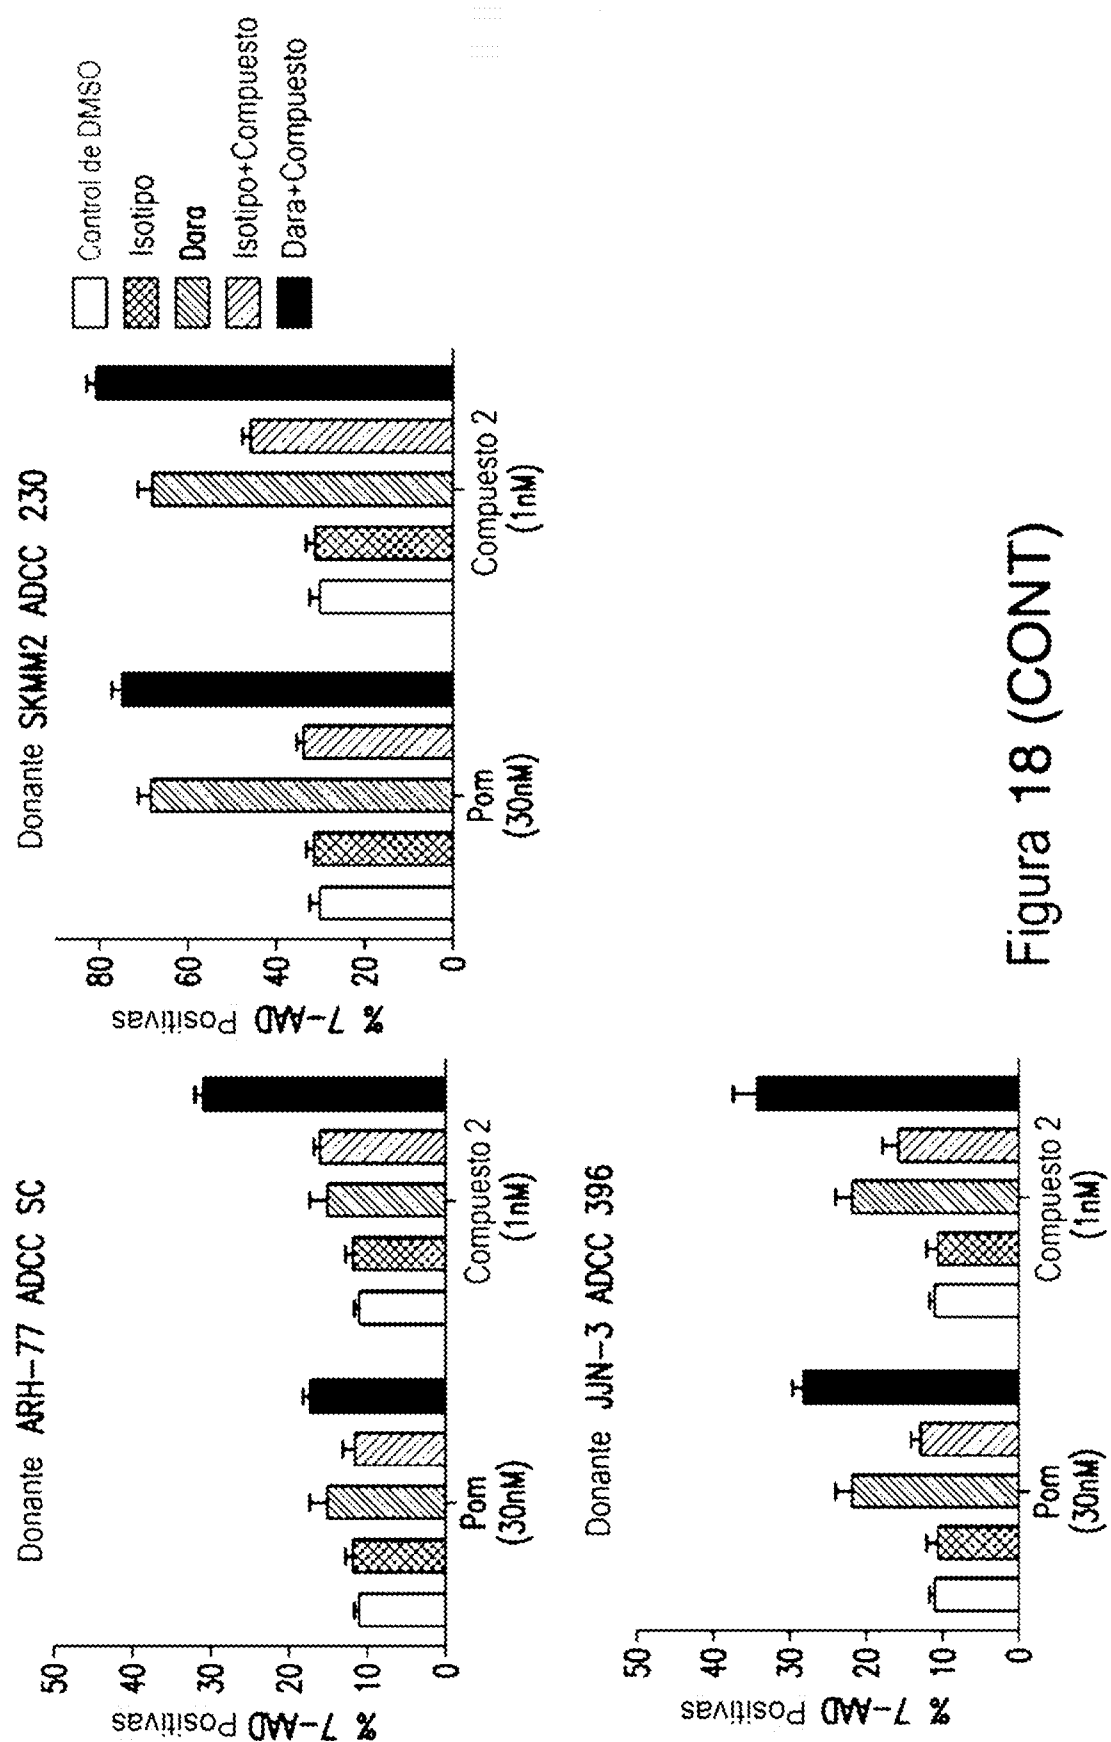 Donante ARH-77 ADCC SC
% 7-AAD Positivas
50
40
30
20
10
0
Pom
(30nM)
Compuesto 2
(1nM)
Donante SKMM2 ADCC 230
% 7-AAD Positivas
80
60
40
20
0
Pom
(30nM)
Compuesto 2
(1nM)
Control de DMSO
Isotipo
Dara
Isotipo+Compuesto
Dara+Compuesto
Donante JJN-3 ADCC 396
% 7-AAD Positivas
50
40
30
20
10
0
Pom
(30nM)
Compuesto 2
(1nM)
Figura 18 (CONT)